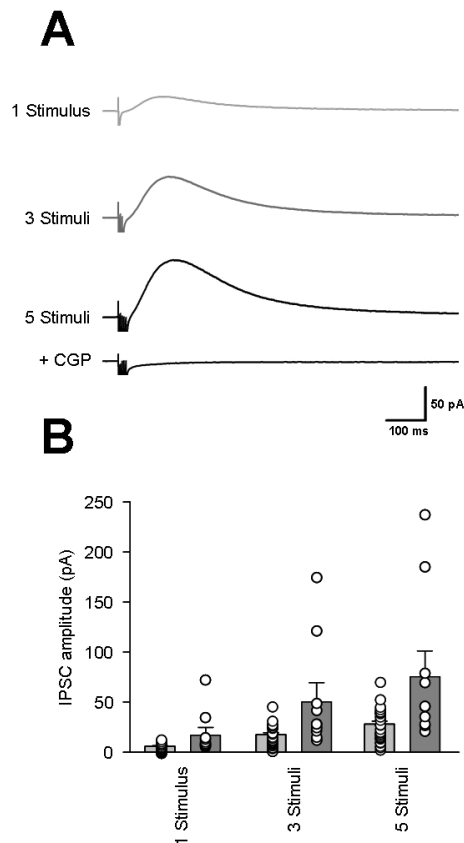 A
1 Stimulus
3 Stimuli
5 Stimuli
+ CGP
50 pA
100 ms
B
IPSC amplitude (pA)
250
200
150
100
50
0
1 Stimulus
3 Stimuli
5 Stimuli